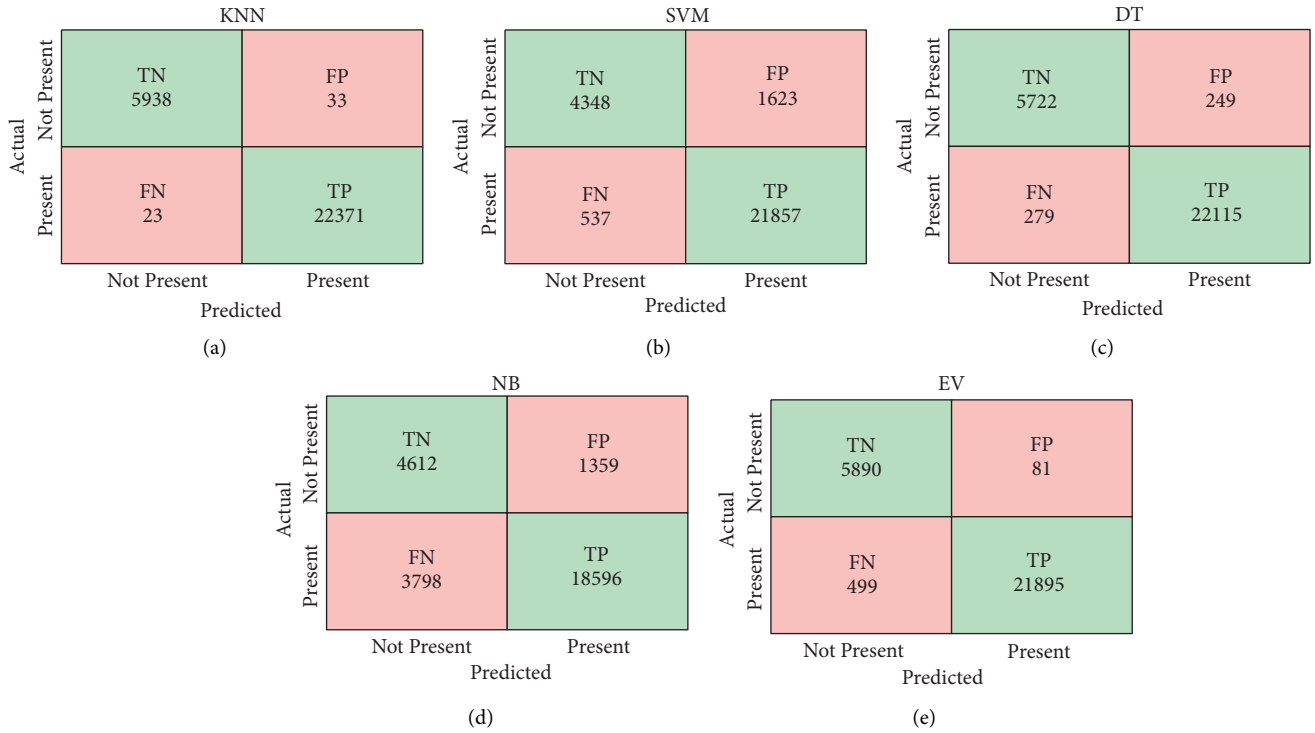 KNN
Actual
Not Present
Present
TN
5938
FP
33
FN
23
TP
22371
Not Present
Present
Predicted
(a)
SVM
Actual
Not Present
Present
TN
4348
FP
1623
FN
537
TP
21857
Not Present
Present
Predicted
(b)
DT
Actual
Not Present
Present
TN
5722
FP
249
FN
279
TP
22115
Not Present
Present
Predicted
(c)
NB
Actual
Not Present
Present
TN
4612
FP
1359
FN
3798
TP
18596
Not Present
Present
Predicted
(d)
EV
Actual
Not Present
Present
TN
5890
FP
81
FN
499
TP
21895
Not Present
Present
Predicted
(e)